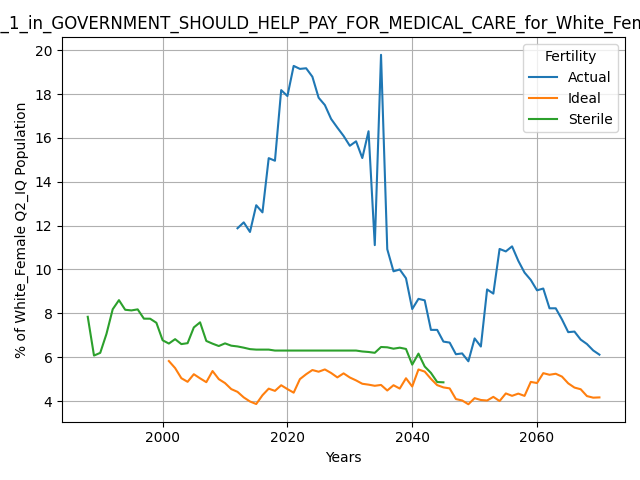 _1_in_GOVERNMENT_SHOULD_HELP_PAY_FOR_MEDICAL_CARE_for_White_Fem
Fertility
Actual
Ideal
Sterile
% of White_Female Q2_IQ Population
20
18
16
14
12
10
8
6
4
2000
2020
2040
2060
Years